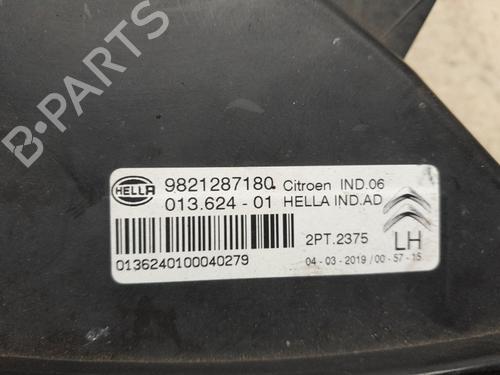 B-PARTS
HELLA 9821287180. Citroen IND.06
013.624-01 HELLA IND.AD
2PT.2375 LH
0136240100040279 04-03-2019/00-57-15